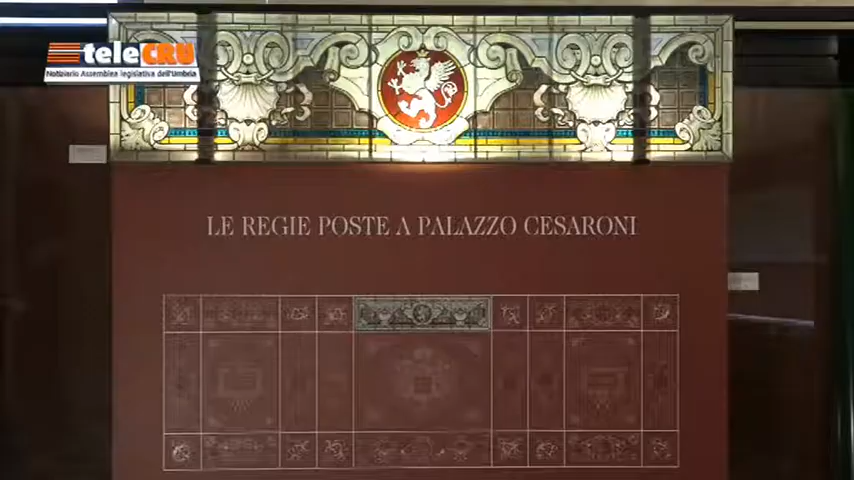 teleCRU
Notiziario Assemblea legislativa dell'Umbria
LE REGIE POSTE A PALAZZO CESARONI